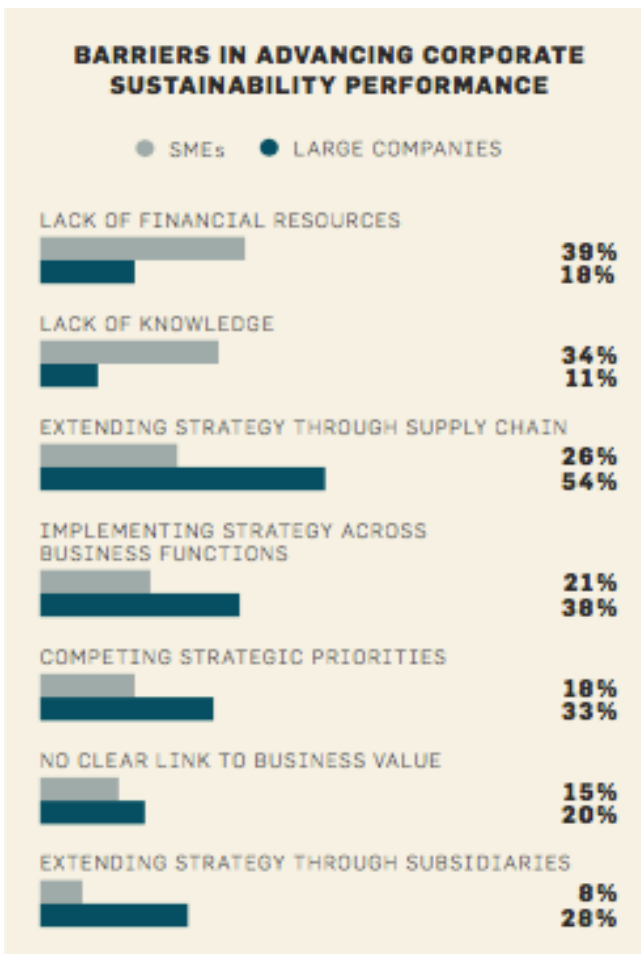 BARRIERS IN ADVANCING CORPORATE
SUSTAINABILITY PERFORMANCE
SMEs LARGE COMPANIES
LACK OF FINANCIAL RESOURCES
39%
18%
LACK OF KNOWLEDGE
34%
11%
EXTENDING STRATEGY THROUGH SUPPLY CHAIN
26%
54%
IMPLEMENTING STRATEGY ACROSS
BUSINESS FUNCTIONS
21%
38%
COMPETING STRATEGIC PRIORITIES
18%
33%
NO CLEAR LINK TO BUSINESS VALUE
15%
20%
EXTENDING STRATEGY THROUGH SUBSIDIARIES
8%
28%